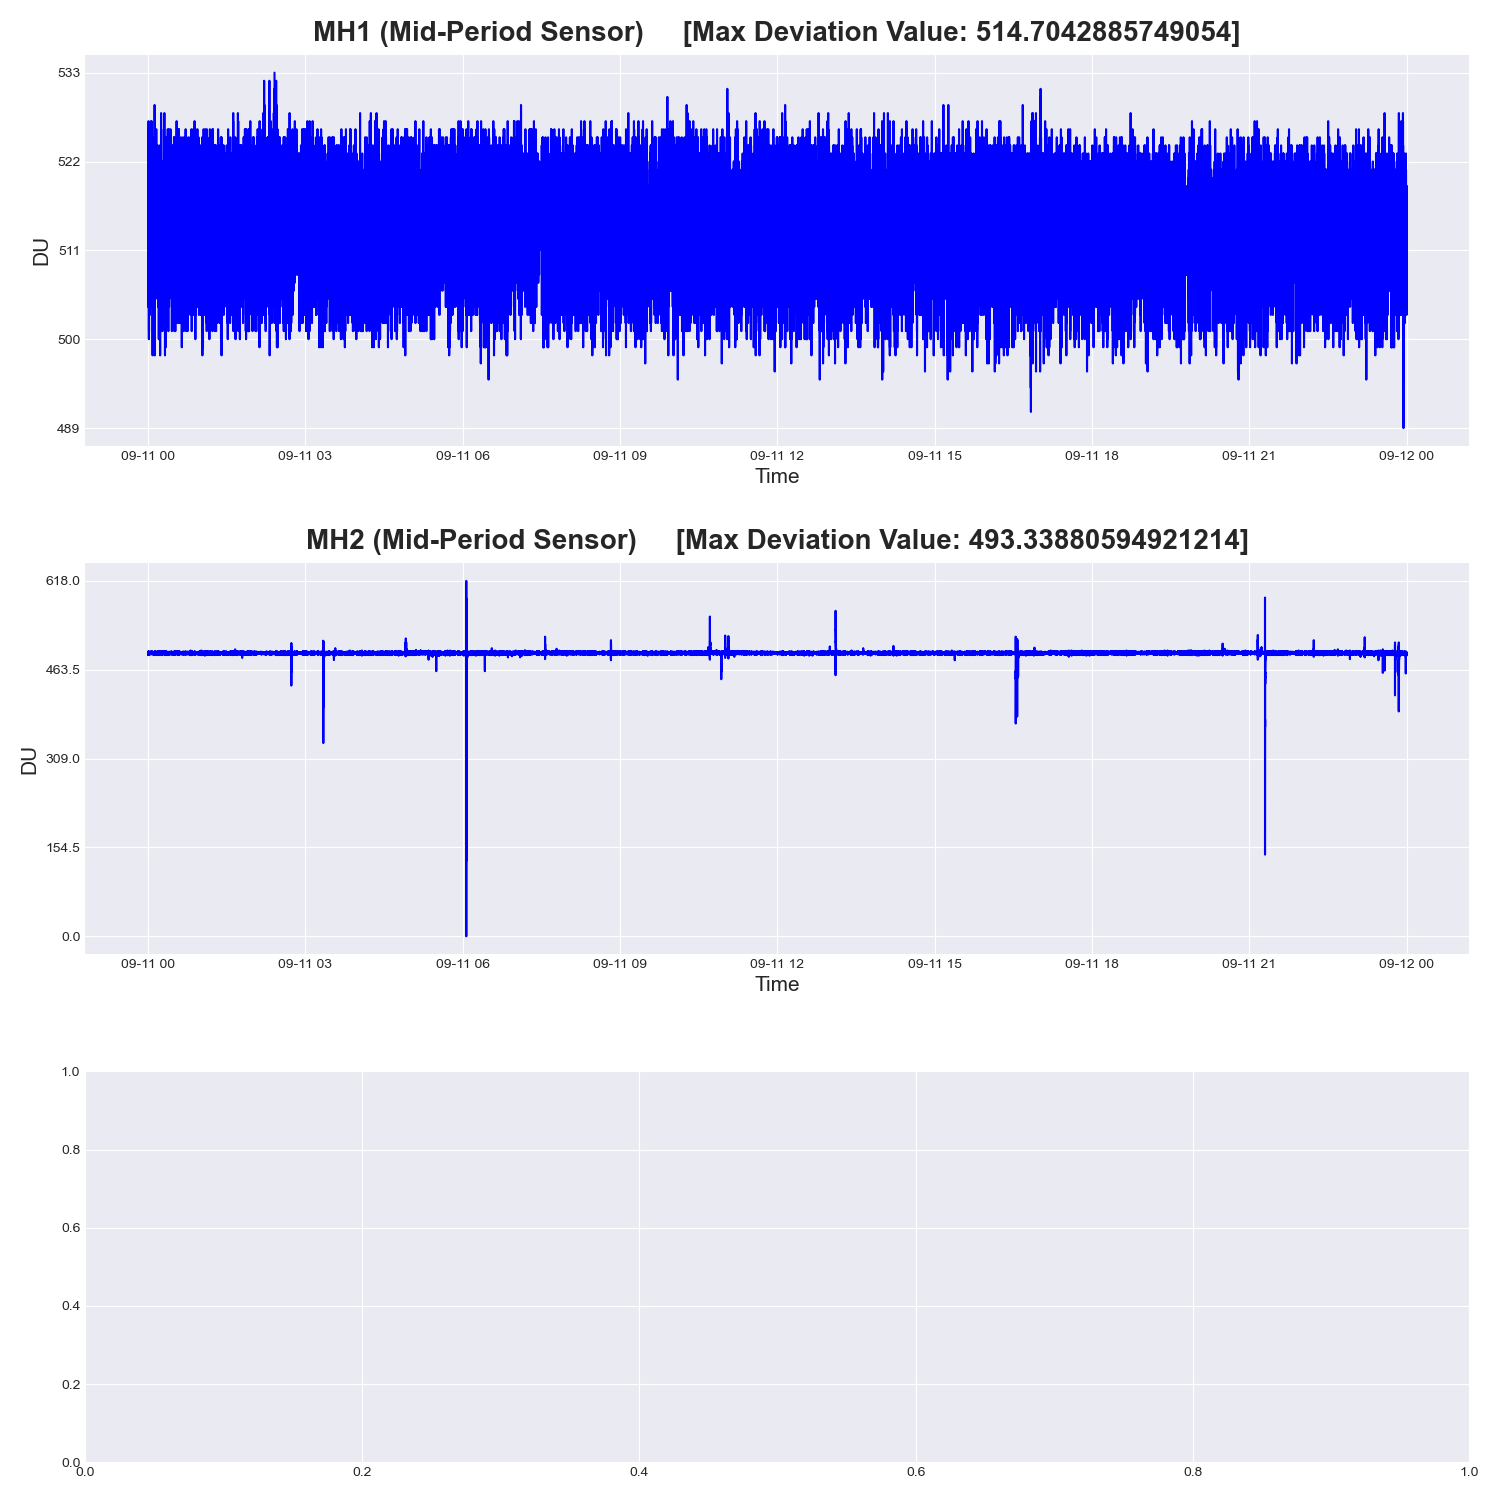 MH1 (Mid-Period Sensor) [Max Deviation Value: 514.7042885749054]
533
522
511
500
489
DU
09-11 00 09-11 03 09-11 06 09-11 09 09-11 12 09-11 15 09-11 18 09-11 21 09-12 00
Time
MH2 (Mid-Period Sensor) [Max Deviation Value: 493.33880594921214]
618.0
463.5
309.0
154.5
0.0
DU
09-11 00 09-11 03 09-11 06 09-11 09 09-11 12 09-11 15 09-11 18 09-11 21 09-12 00
Time
1.0
0.8
0.6
0.4
0.2
0.0
0.0 0.2 0.4 0.6 0.8 1.0